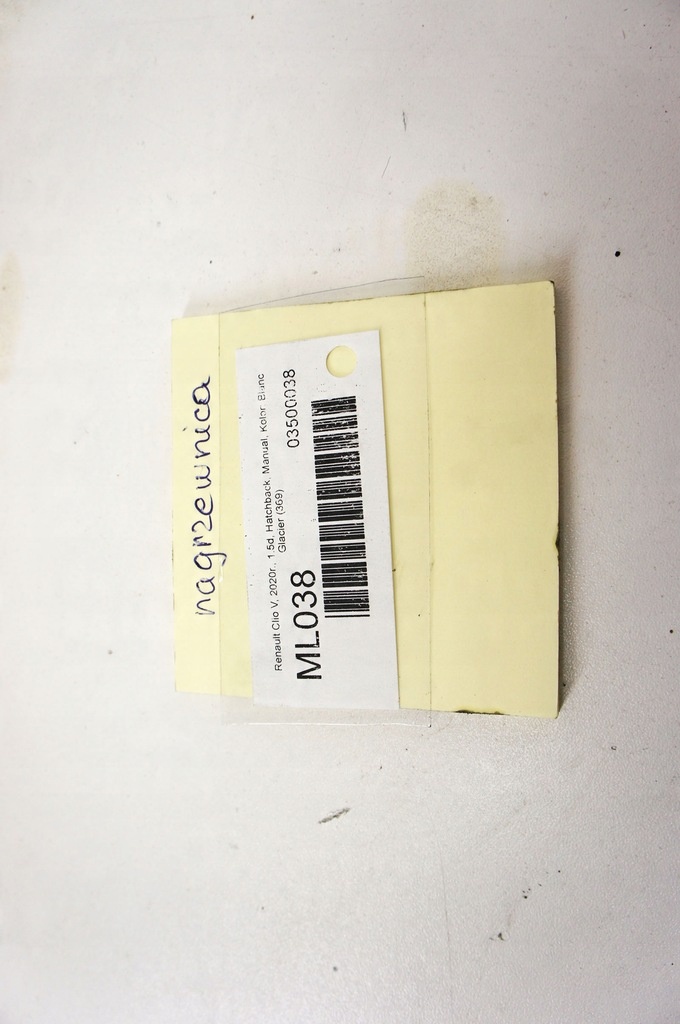 nagrzewnica
Renault Clio V, 2020r., 1.5d, Hatchback, Manual, Kolor: Blanc
Glacier (369)
ML038 03500038